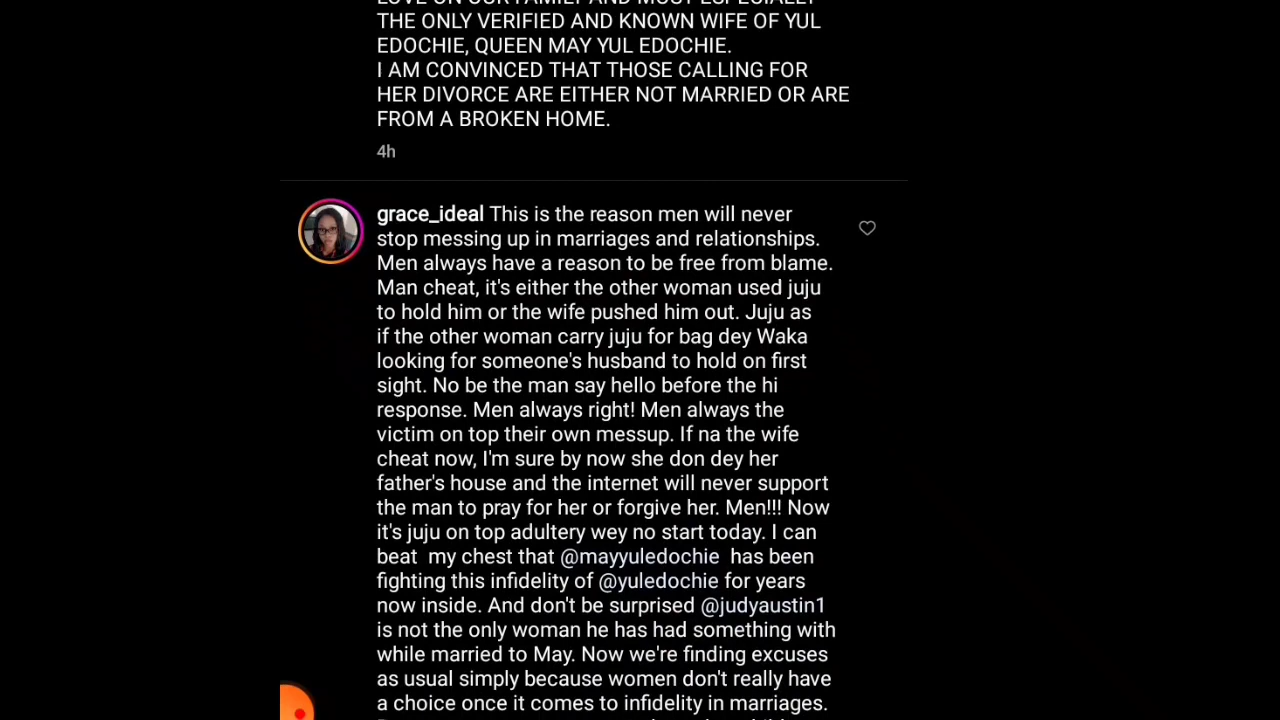 LOVE ON OUR FAMILY AND MOST ESPECIALLY
THE ONLY VERIFIED AND KNOWN WIFE OF YUL
EDOCHIE, QUEEN MAY YUL EDOCHIE.
I AM CONVINCED THAT THOSE CALLING FOR
HER DIVORCE ARE EITHER NOT MARRIED OR ARE
FROM A BROKEN HOME.
4h
grace_ideal This is the reason men will never
stop messing up in marriages and relationships.
Men always have a reason to be free from blame.
Man cheat, it's either the other woman used juju
to hold him or the wife pushed him out. Juju as
if the other woman carry juju for bag dey Waka
looking for someone's husband to hold on first
sight. No be the man say hello before the hi
response. Men always right! Men always the
victim on top their own messup. If na the wife
cheat now, I'm sure by now she don dey her
father's house and the internet will never support
the man to pray for her or forgive her. Men!!! Now
it's juju on top adultery wey no start today. I can
beat  my chest that @mayyuledochie  has been
fighting this infidelity of @yuledochie for years
now inside. And don't be surprised @judyaustin1
is not the only woman he has had something with
while married to May. Now we're finding excuses
as usual simply because women don't really have
a choice once it comes to infidelity in marriages.